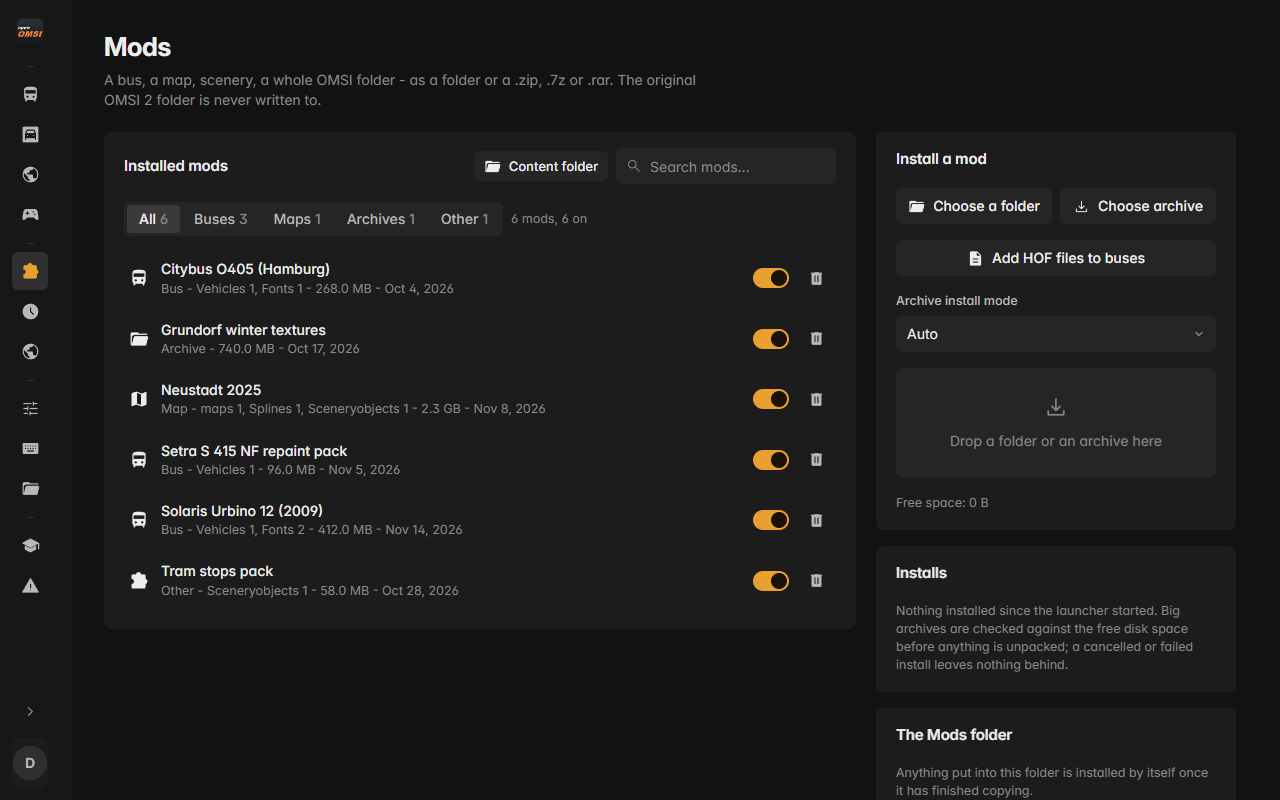 OMSI
Mods
A bus, a map, scenery, a whole OMSI folder - as a folder or a .zip, .7z or .rar. The original
OMSI 2 folder is never written to.
Installed mods
Content folder
Search mods...
All 6
Buses 3
Maps 1
Archives 1
Other 1
6 mods, 6 on
Citybus O405 (Hamburg)
Bus - Vehicles 1, Fonts 1 - 268.0 MB - Oct 4, 2026
Grundorf winter textures
Archive - 740.0 MB - Oct 17, 2026
Neustadt 2025
Map - maps 1, Splines 1, Sceneryobjects 1 - 2.3 GB - Nov 8, 2026
Setra S 415 NF repaint pack
Bus - Vehicles 1 - 96.0 MB - Nov 5, 2026
Solaris Urbino 12 (2009)
Bus - Vehicles 1, Fonts 2 - 412.0 MB - Nov 14, 2026
Tram stops pack
Other - Sceneryobjects 1 - 58.0 MB - Oct 28, 2026
Install a mod
Choose a folder
Choose archive
Add HOF files to buses
Archive install mode
Auto
Drop a folder or an archive here
Free space: 0 B
Installs
Nothing installed since the launcher started. Big
archives are checked against the free disk space
before anything is unpacked; a cancelled or failed
install leaves nothing behind.
The Mods folder
Anything put into this folder is installed by itself once
it has finished copying.
D